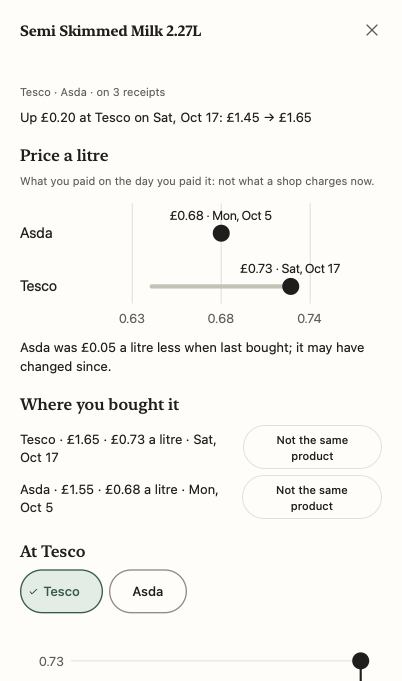 Semi Skimmed Milk 2.27L
Tesco · Asda · on 3 receipts
Up £0.20 at Tesco on Sat, Oct 17: £1.45 → £1.65
Price a litre
What you paid on the day you paid it: not what a shop charges now.
£0.68 · Mon, Oct 5
Asda
£0.73 · Sat, Oct 17
Tesco
0.63 0.68 0.74
Asda was £0.05 a litre less when last bought; it may have
changed since.
Where you bought it
Tesco · £1.65 · £0.73 a litre · Sat,
Oct 17
Not the same
product
Asda · £1.55 · £0.68 a litre · Mon,
Oct 5
Not the same
product
At Tesco
✓ Tesco
Asda
0.73